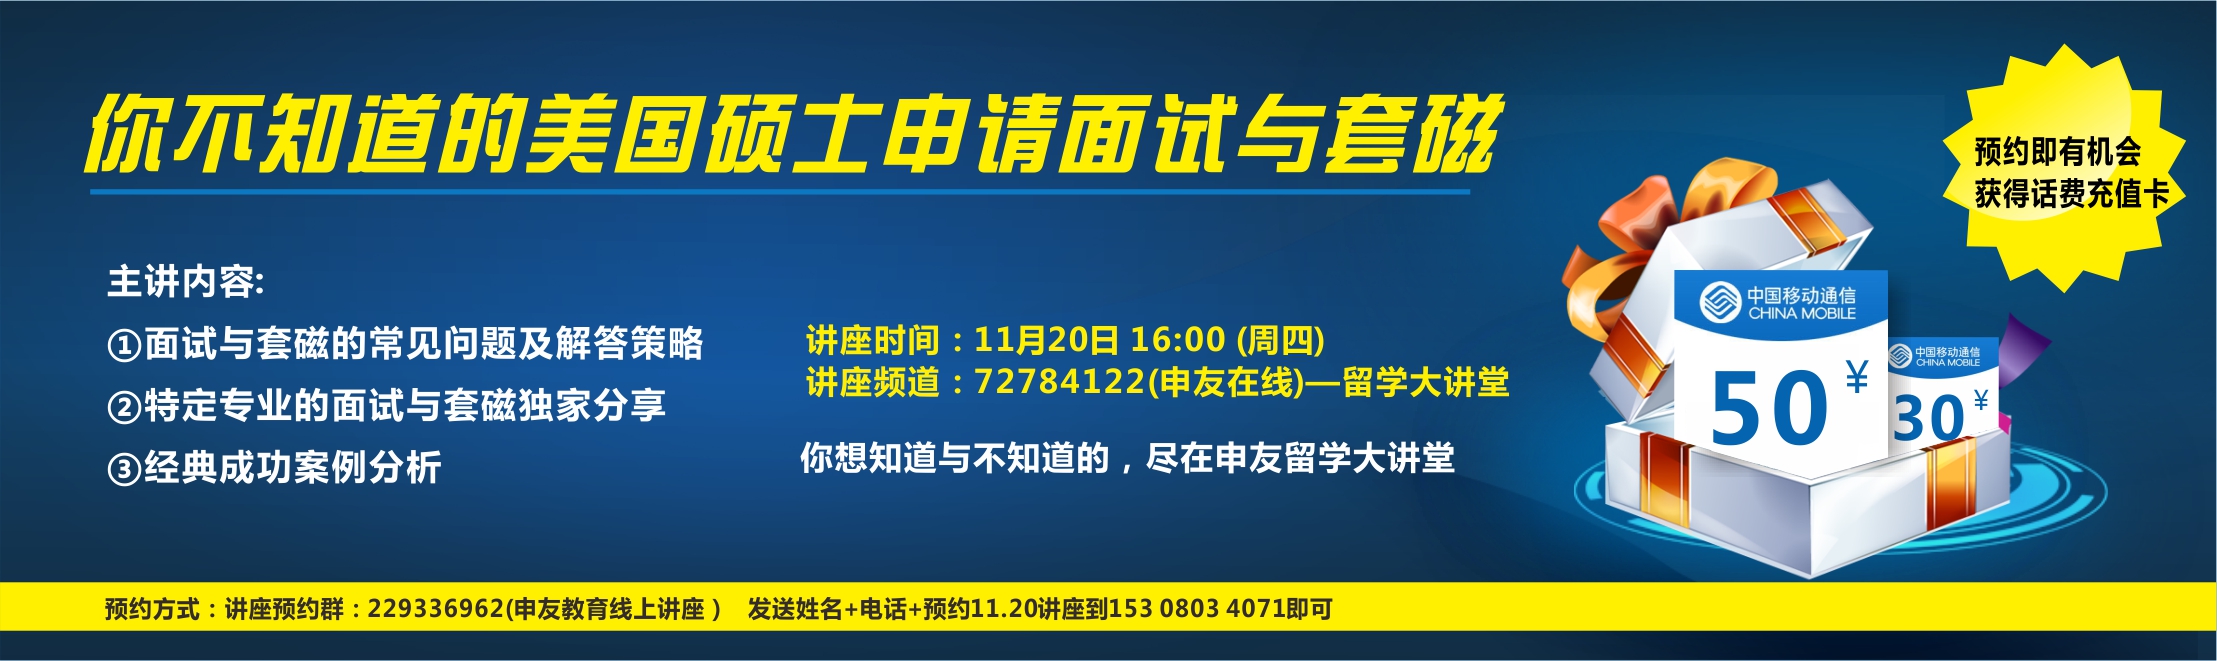 你不知道的美国硕士申请面试与套磁
预约即有机会
获得话费充值卡
主讲内容:
①面试与套磁的常见问题及解答策略
②特定专业的面试与套磁独家分享
③经典成功案例分析
讲座时间：11月20日 16:00 (周四)
讲座频道：72784122(申友在线)—留学大讲堂
你想知道与不知道的，尽在申友留学大讲堂
中国移动通信
CHINA MOBILE
50 ¥
中国移动通信
CHINA MOBILE
30 ¥
预约方式：讲座预约群：229336962(申友教育线上讲座） 发送姓名+电话+预约11.20讲座到153 0803 4071即可